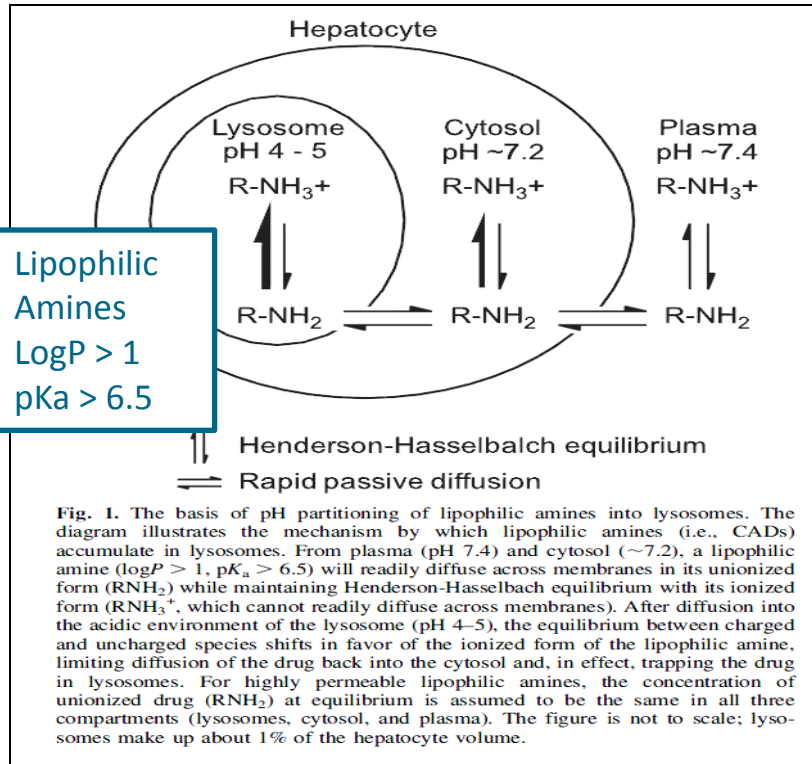 Hepatocyte
Lysosome
pH 4 - 5
R-NH3+
R-NH2
Cytosol
pH ~7.2
R-NH3+
R-NH2
Plasma
pH ~7.4
R-NH3+
R-NH2
Lipophilic
Amines
LogP > 1
pKa > 6.5
Henderson-Hasselbalch equilibrium
Rapid passive diffusion
Fig. 1. The basis of pH partitioning of lipophilic amines into lysosomes. The
diagram illustrates the mechanism by which lipophilic amines (i.e., CADs)
accumulate in lysosomes. From plasma (pH 7.4) and cytosol (~7.2), a lipophilic
amine (logP > 1, pKa > 6.5) will readily diffuse across membranes in its unionized
form (RNH2) while maintaining Henderson-Hasselbach equilibrium with its ionized
form (RNH3+, which cannot readily diffuse across membranes). After diffusion into
the acidic environment of the lysosome (pH 4–5), the equilibrium between charged
and uncharged species shifts in favor of the ionized form of the lipophilic amine,
limiting diffusion of the drug back into the cytosol and, in effect, trapping the drug
in lysosomes. For highly permeable lipophilic amines, the concentration of
unionized drug (RNH2) at equilibrium is assumed to be the same in all three
compartments (lysosomes, cytosol, and plasma). The figure is not to scale; lyso-
somes make up about 1% of the hepatocyte volume.